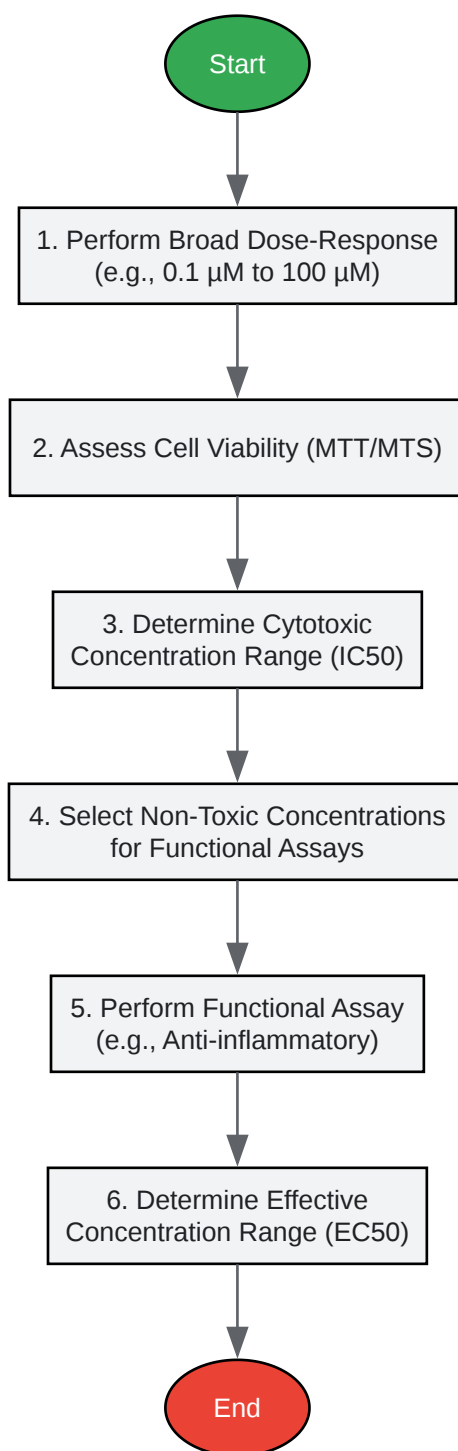 Start
1. Perform Broad Dose-Response
(e.g., 0.1 µM to 100 µM)
2. Assess Cell Viability (MTT/MTS)
3. Determine Cytotoxic
Concentration Range (IC50)
4. Select Non-Toxic Concentrations
for Functional Assays
5. Perform Functional Assay
(e.g., Anti-inflammatory)
6. Determine Effective
Concentration Range (EC50)
End